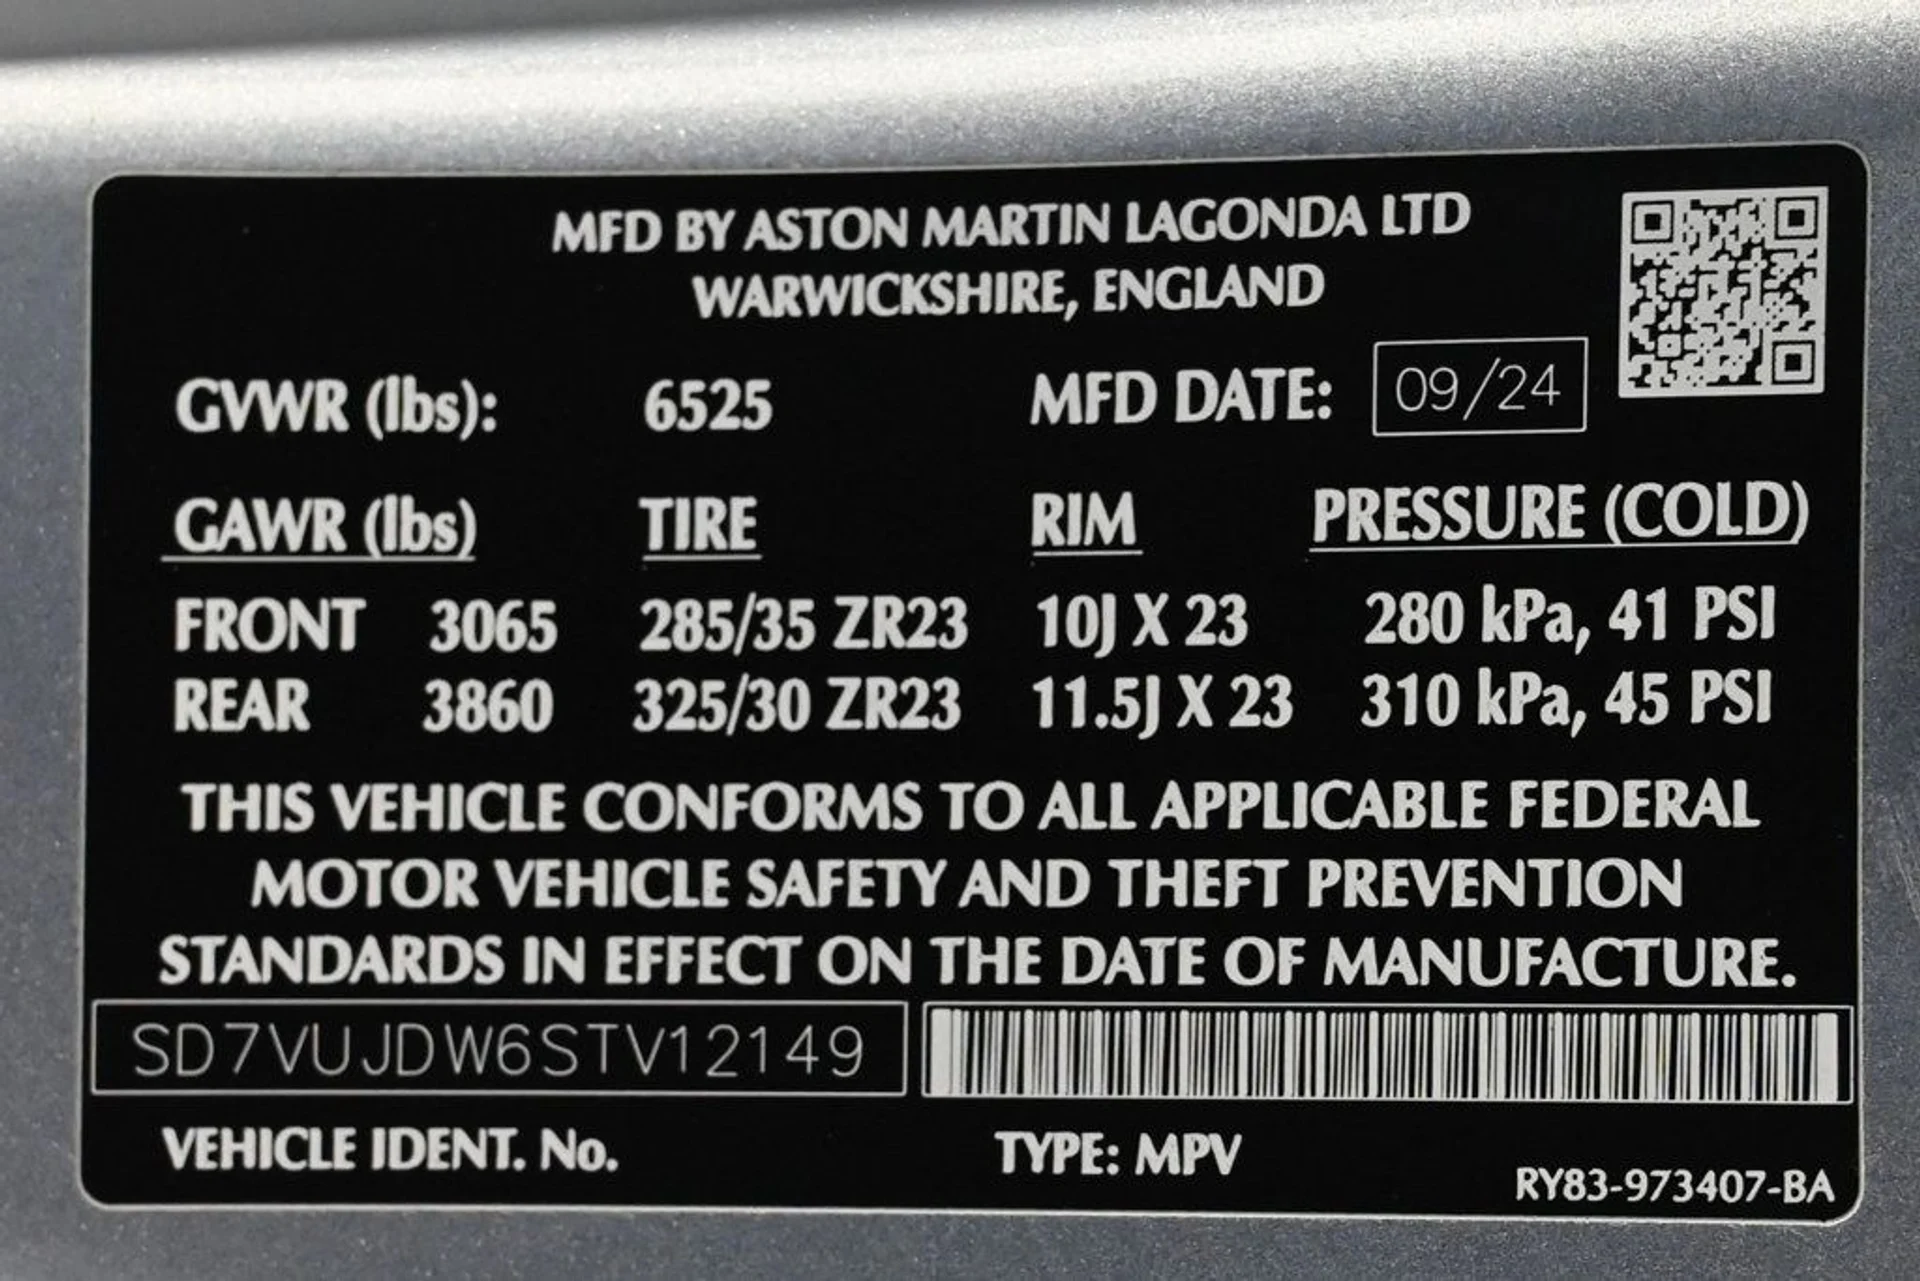 MFD BY ASTON MARTIN LAGONDA LTD
WARWICKSHIRE, ENGLAND
GVWR (lbs): 6525 MFD DATE: 09/24
GAWR (lbs) TIRE RIM PRESSURE (COLD)
FRONT 3065 285/35 ZR23 10J X 23 280 kPa, 41 PSI
REAR 3860 325/30 ZR23 11.5J X 23 310 kPa, 45 PSI
THIS VEHICLE CONFORMS TO ALL APPLICABLE FEDERAL
MOTOR VEHICLE SAFETY AND THEFT PREVENTION
STANDARDS IN EFFECT ON THE DATE OF MANUFACTURE.
SD7VUJDW6STV12149
VEHICLE IDENT. No. TYPE: MPV
RY83-973407-BA